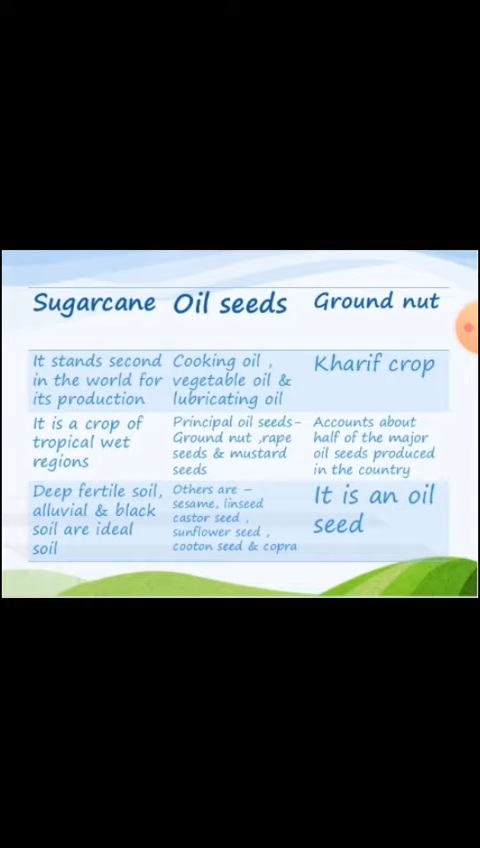 Sugarcane
Oil seeds
Ground nut
It stands second
in the world for
its production
Cooking oil ,
vegetable oil &
lubricating oil
Kharif crop
It is a crop of
tropical wet
regions
Principal oil seeds-
Ground nut ,rape
seeds & mustard
seeds
Accounts about
half of the major
oil seeds produced
in the country
Deep fertile soil,
alluvial & black
soil are ideal
soil
Others are –
sesame, linseed
castor seed ,
sunflower seed ,
cooton seed & copra
It is an oil
seed